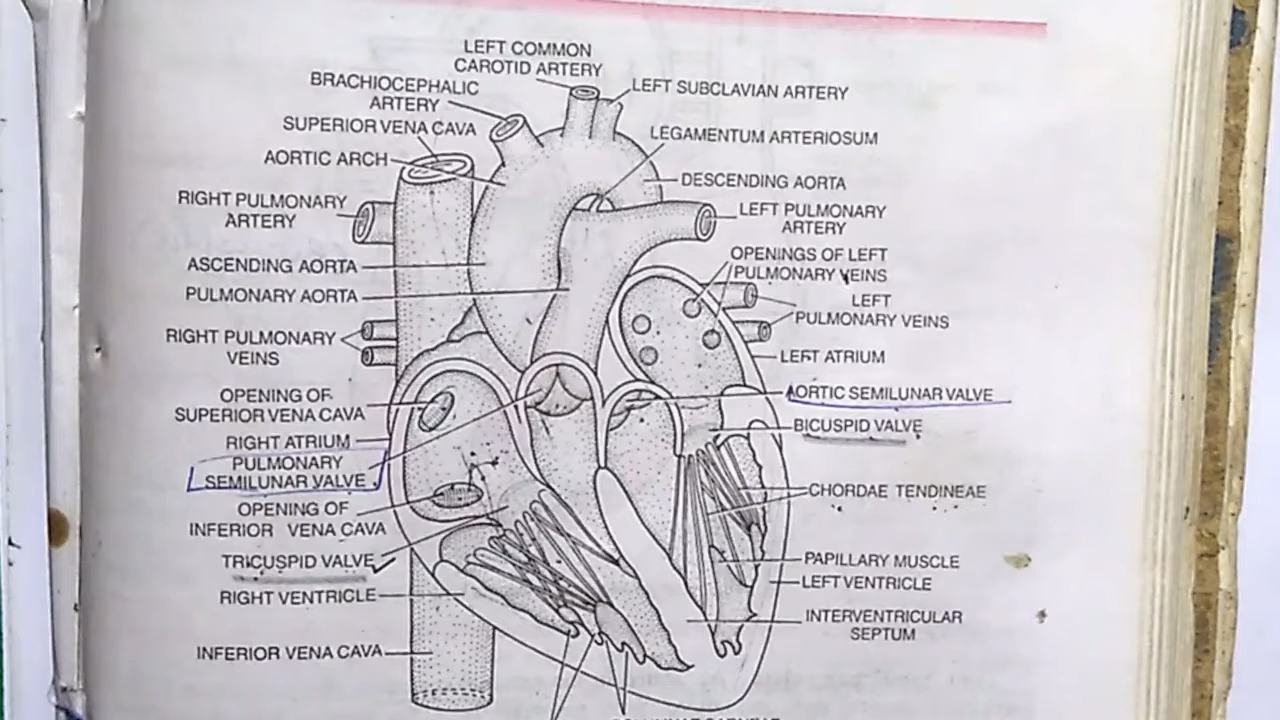 LEFT COMMON
CAROTID ARTERY
BRACHIOCEPHALIC
ARTERY
LEFT SUBCLAVIAN ARTERY
SUPERIOR VENA CAVA
LEGAMENTUM ARTERIOSUM
AORTIC ARCH
DESCENDING AORTA
RIGHT PULMONARY
ARTERY
LEFT PULMONARY
ARTERY
OPENINGS OF LEFT
PULMONARY VEINS
ASCENDING AORTA
PULMONARY AORTA
LEFT
PULMONARY VEINS
RIGHT PULMONARY
VEINS
LEFT ATRIUM
OPENING OF
SUPERIOR VENA CAVA
AORTIC SEMILUNAR VALVE
BICUSPID VALVE
RIGHT ATRIUM
PULMONARY
SEMILUNAR VALVE
CHORDAE TENDINEAE
OPENING OF
INFERIOR VENA CAVA
TRICUSPID VALVE
PAPILLARY MUSCLE
LEFT VENTRICLE
RIGHT VENTRICLE
INTERVENTRICULAR
SEPTUM
INFERIOR VENA CAVA